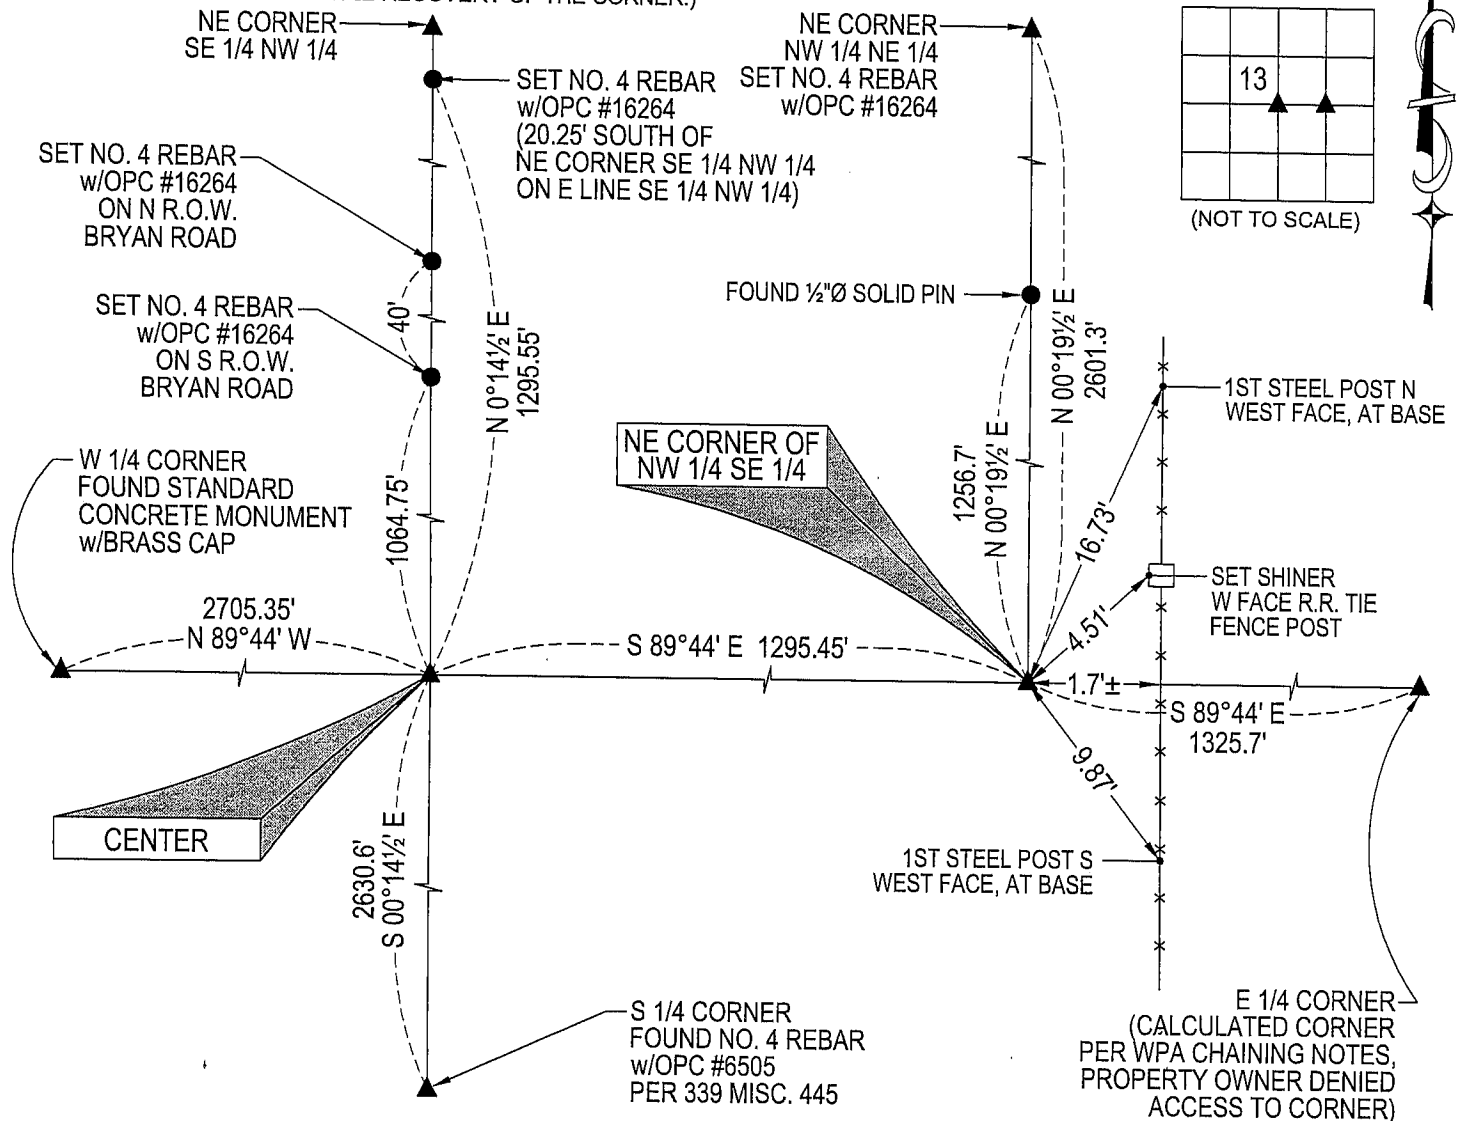 RECOVERY OF THE CORNER.)
NE CORNER
SE 1/4 NW 1/4
NE CORNER
NW 1/4 NE 1/4
SET NO. 4 REBAR
w/OPC #16264
SET NO. 4 REBAR
w/OPC #16264
(20.25' SOUTH OF
NE CORNER SE 1/4 NW 1/4
ON E LINE SE 1/4 NW 1/4)
13
(NOT TO SCALE)
SET NO. 4 REBAR
w/OPC #16264
ON N R.O.W.
BRYAN ROAD
SET NO. 4 REBAR
w/OPC #16264
ON S R.O.W.
BRYAN ROAD
40'
N 0°14½' E
1295.55'
1064.75'
FOUND ½"Ø SOLID PIN
N 00°19½' E
2601.3'
1256.7'
N 00°19½' E
1ST STEEL POST N
WEST FACE, AT BASE
16.73'
NE CORNER OF
NW 1/4 SE 1/4
W 1/4 CORNER
FOUND STANDARD
CONCRETE MONUMENT
w/BRASS CAP
SET SHINER
W FACE R.R. TIE
FENCE POST
4.51'
2705.35'
N 89°44' W
S 89°44' E 1295.45'
1.7'±
S 89°44' E
1325.7'
9.87'
CENTER
2630.6'
S 00°14½' E
1ST STEEL POST S
WEST FACE, AT BASE
S 1/4 CORNER
FOUND NO. 4 REBAR
w/OPC #6505
PER 339 MISC. 445
E 1/4 CORNER
(CALCULATED CORNER
PER WPA CHAINING NOTES,
PROPERTY OWNER DENIED
ACCESS TO CORNER)